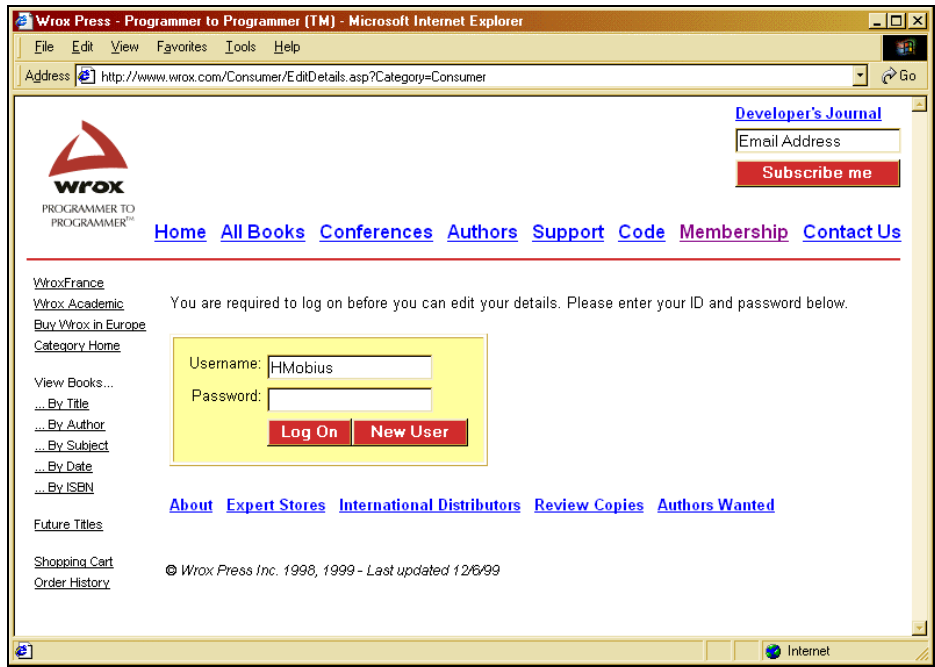 Wrox Press - Programmer to Programmer (TM) - Microsoft Internet Explorer
File Edit View Favorites Tools Help
Address http://www.wrox.com/Consumer/EditDetails.asp?Category=Consumer Go
Developer's Journal
Email Address
Subscribe me
wrox
PROGRAMMER TO
PROGRAMMER™
Home All Books Conferences Authors Support Code Membership Contact Us
WroxFrance
Wrox Academic
Buy Wrox in Europe
Category Home
View Books...
... By Title
... By Author
... By Subject
... By Date
... By ISBN
Future Titles
Shopping Cart
Order History
You are required to log on before you can edit your details. Please enter your ID and password below.
Username: HMobius
Password:
Log On New User
About Expert Stores International Distributors Review Copies Authors Wanted
© Wrox Press Inc. 1998, 1999 - Last updated 12/6/99
Internet